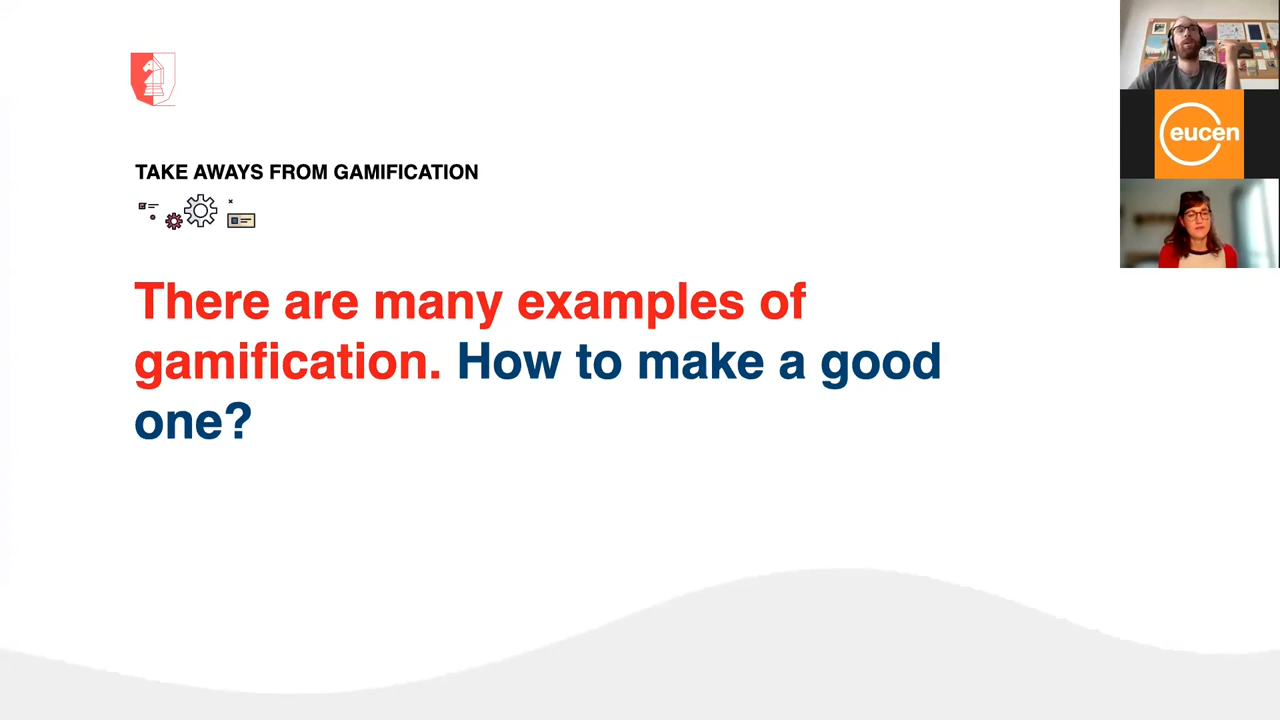 TAKE AWAYS FROM GAMIFICATION
There are many examples of
gamification. How to make a good
one?
eucen